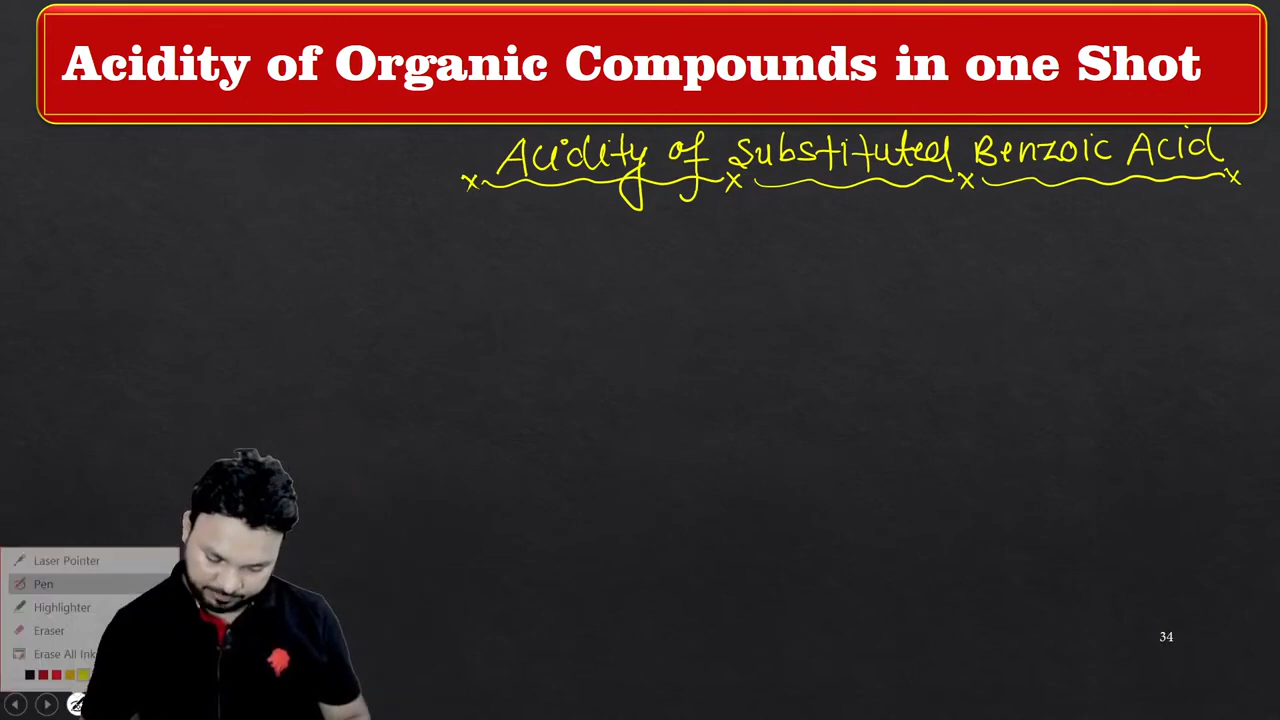 Acidity of Organic Compounds in one Shot
Acidity of Substituted Benzoic Acid
Laser Pointer
Pen
Highlighter
Eraser
Erase All Ink
34